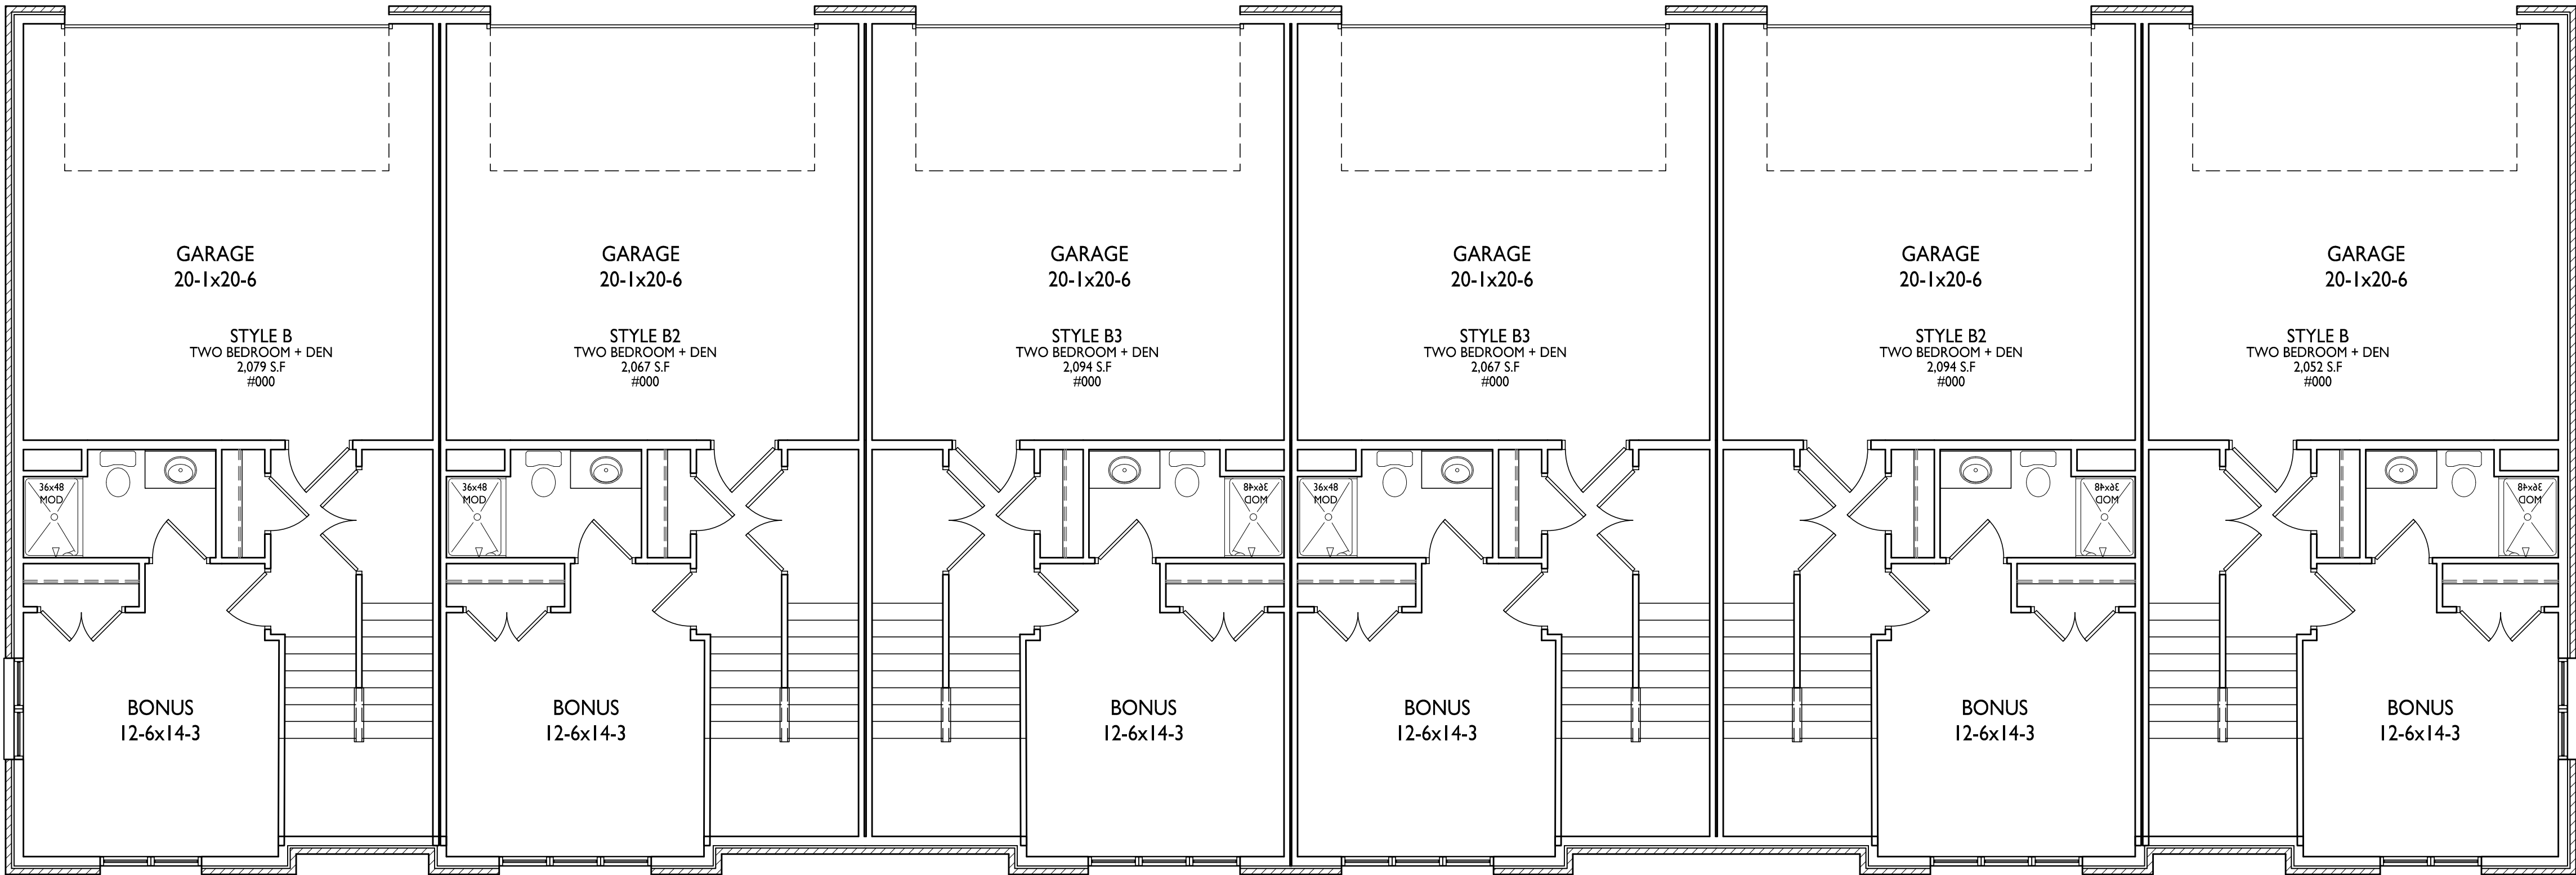 GARAGE
20-1x20-6
STYLE B
TWO BEDROOM + DEN
2,079 S.F
#000
36x48
MOD
BONUS
12-6x14-3
GARAGE
20-1x20-6
STYLE B2
TWO BEDROOM + DEN
2,067 S.F
#000
36x48
MOD
BONUS
12-6x14-3
GARAGE
20-1x20-6
STYLE B3
TWO BEDROOM + DEN
2,094 S.F
#000
36x48
MOD
BONUS
12-6x14-3
GARAGE
20-1x20-6
STYLE B3
TWO BEDROOM + DEN
2,067 S.F
#000
36x48
MOD
BONUS
12-6x14-3
GARAGE
20-1x20-6
STYLE B2
TWO BEDROOM + DEN
2,094 S.F
#000
36x48
MOD
BONUS
12-6x14-3
GARAGE
20-1x20-6
STYLE B
TWO BEDROOM + DEN
2,052 S.F
#000
36x48
MOD
BONUS
12-6x14-3